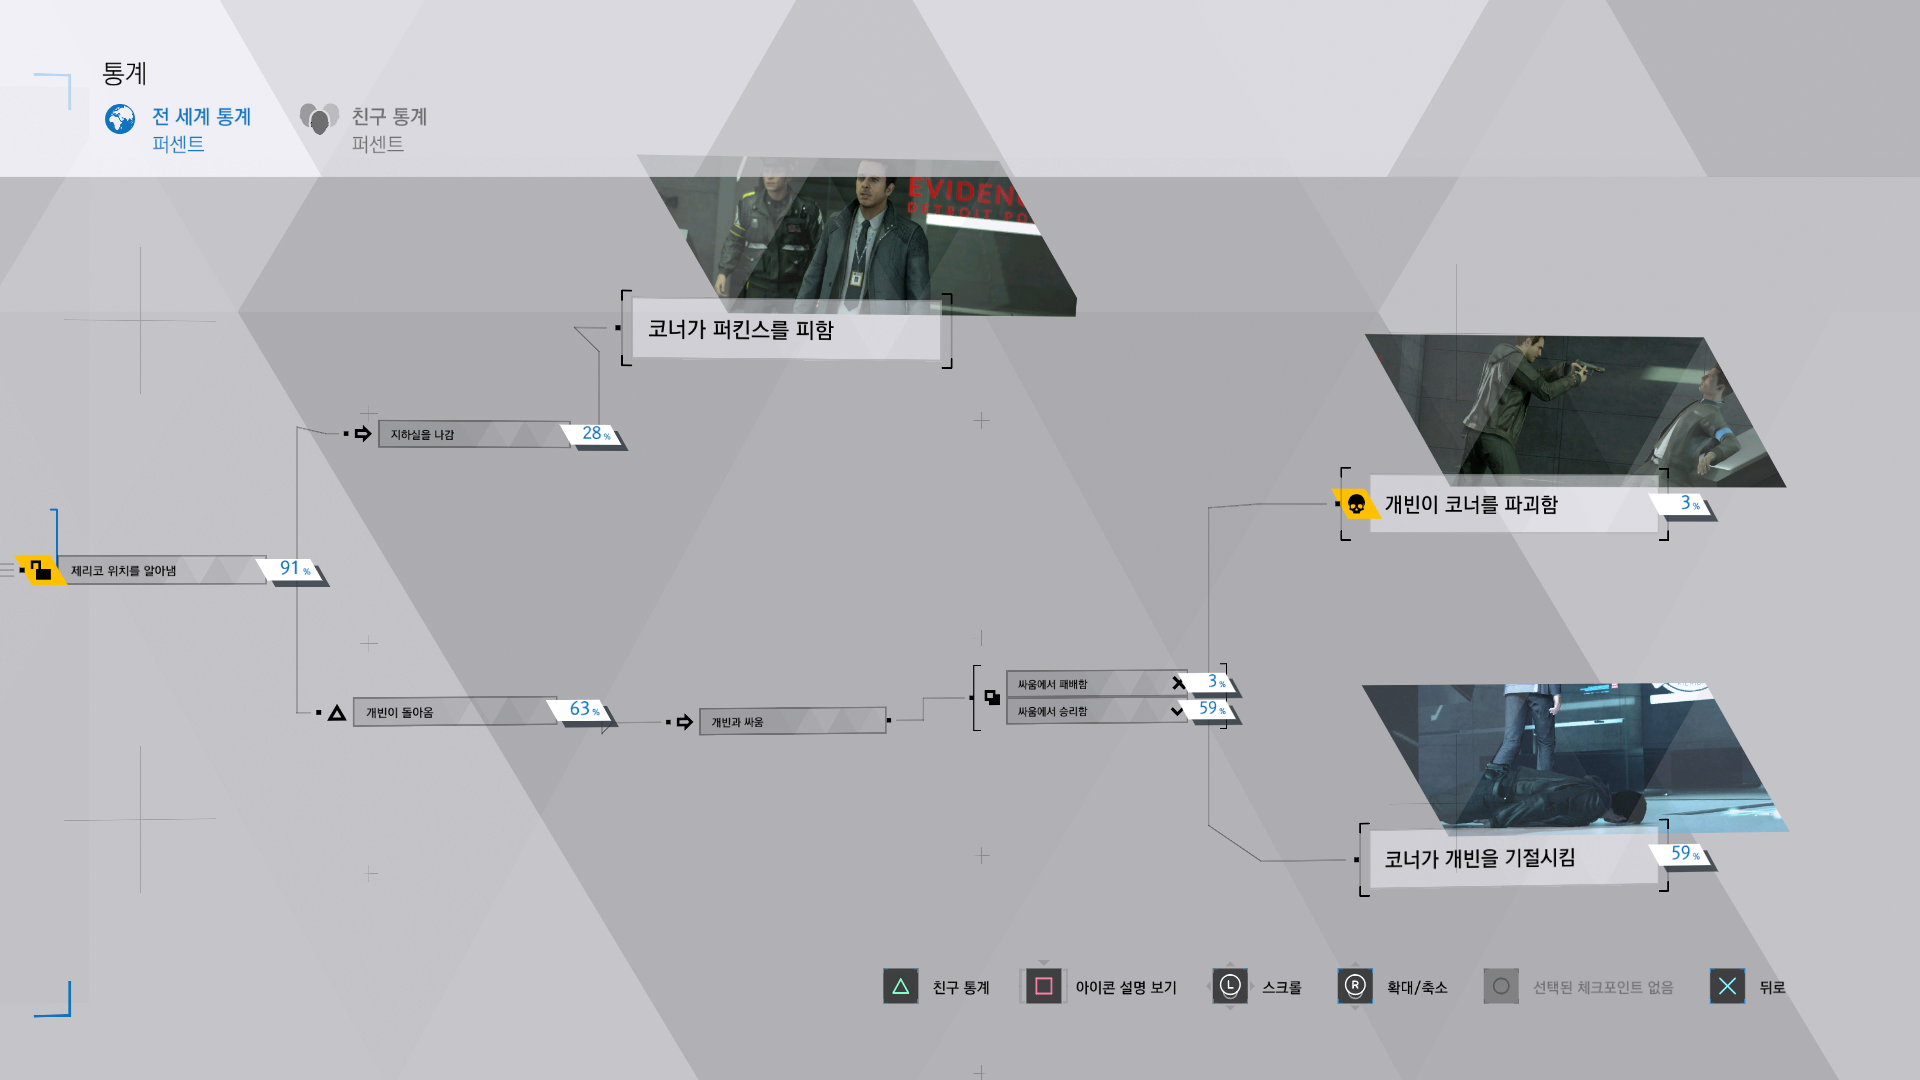 통계
전 세계 통계
퍼센트
친구 통계
퍼센트
EVIDEN
DETROIT PO
코너가 퍼킨스를 피함
지하실을 나감
28 %
개빈이 코너를 파괴함
3 %
제리코 위치를 알아냄
91 %
싸움에서 패배함
3 %
개빈이 돌아옴
63 %
개빈과 싸움
싸움에서 승리함
59 %
코너가 개빈을 기절시킴
59 %
친구 통계
아이콘 설명 보기
L
스크롤
R
확대/축소
선택된 체크포인트 없음
뒤로